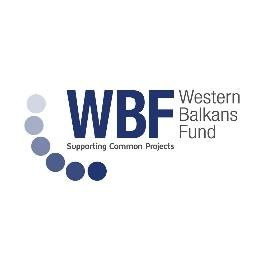 WBF
Western
Balkans
Fund
Supporting Common Projects